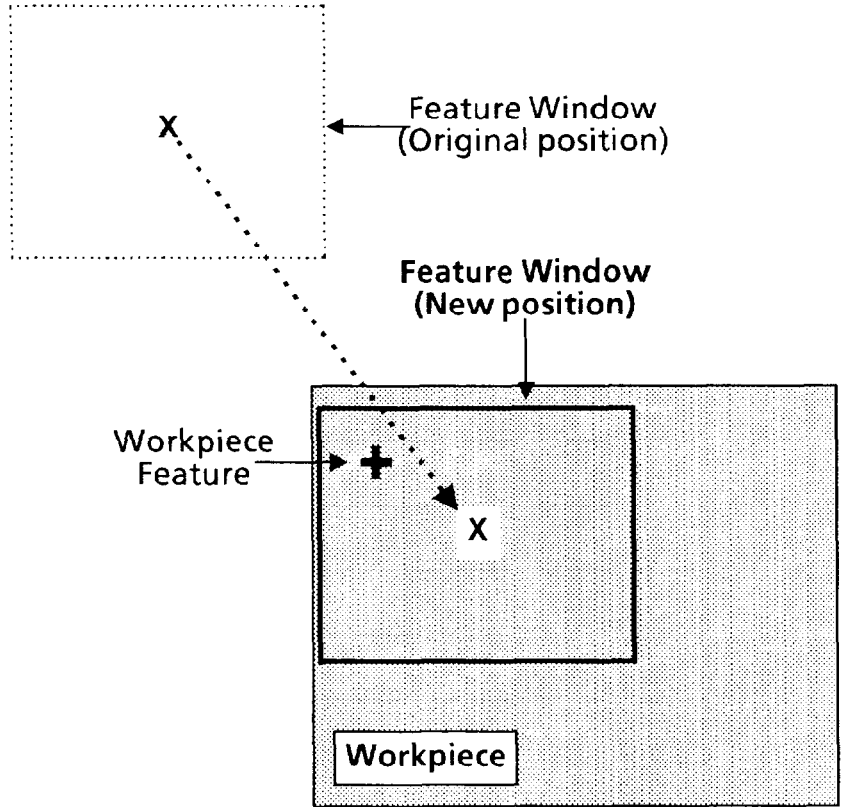 X
Feature Window
(Original position)
Feature Window
(New position)
Workpiece
Feature
X
Workpiece